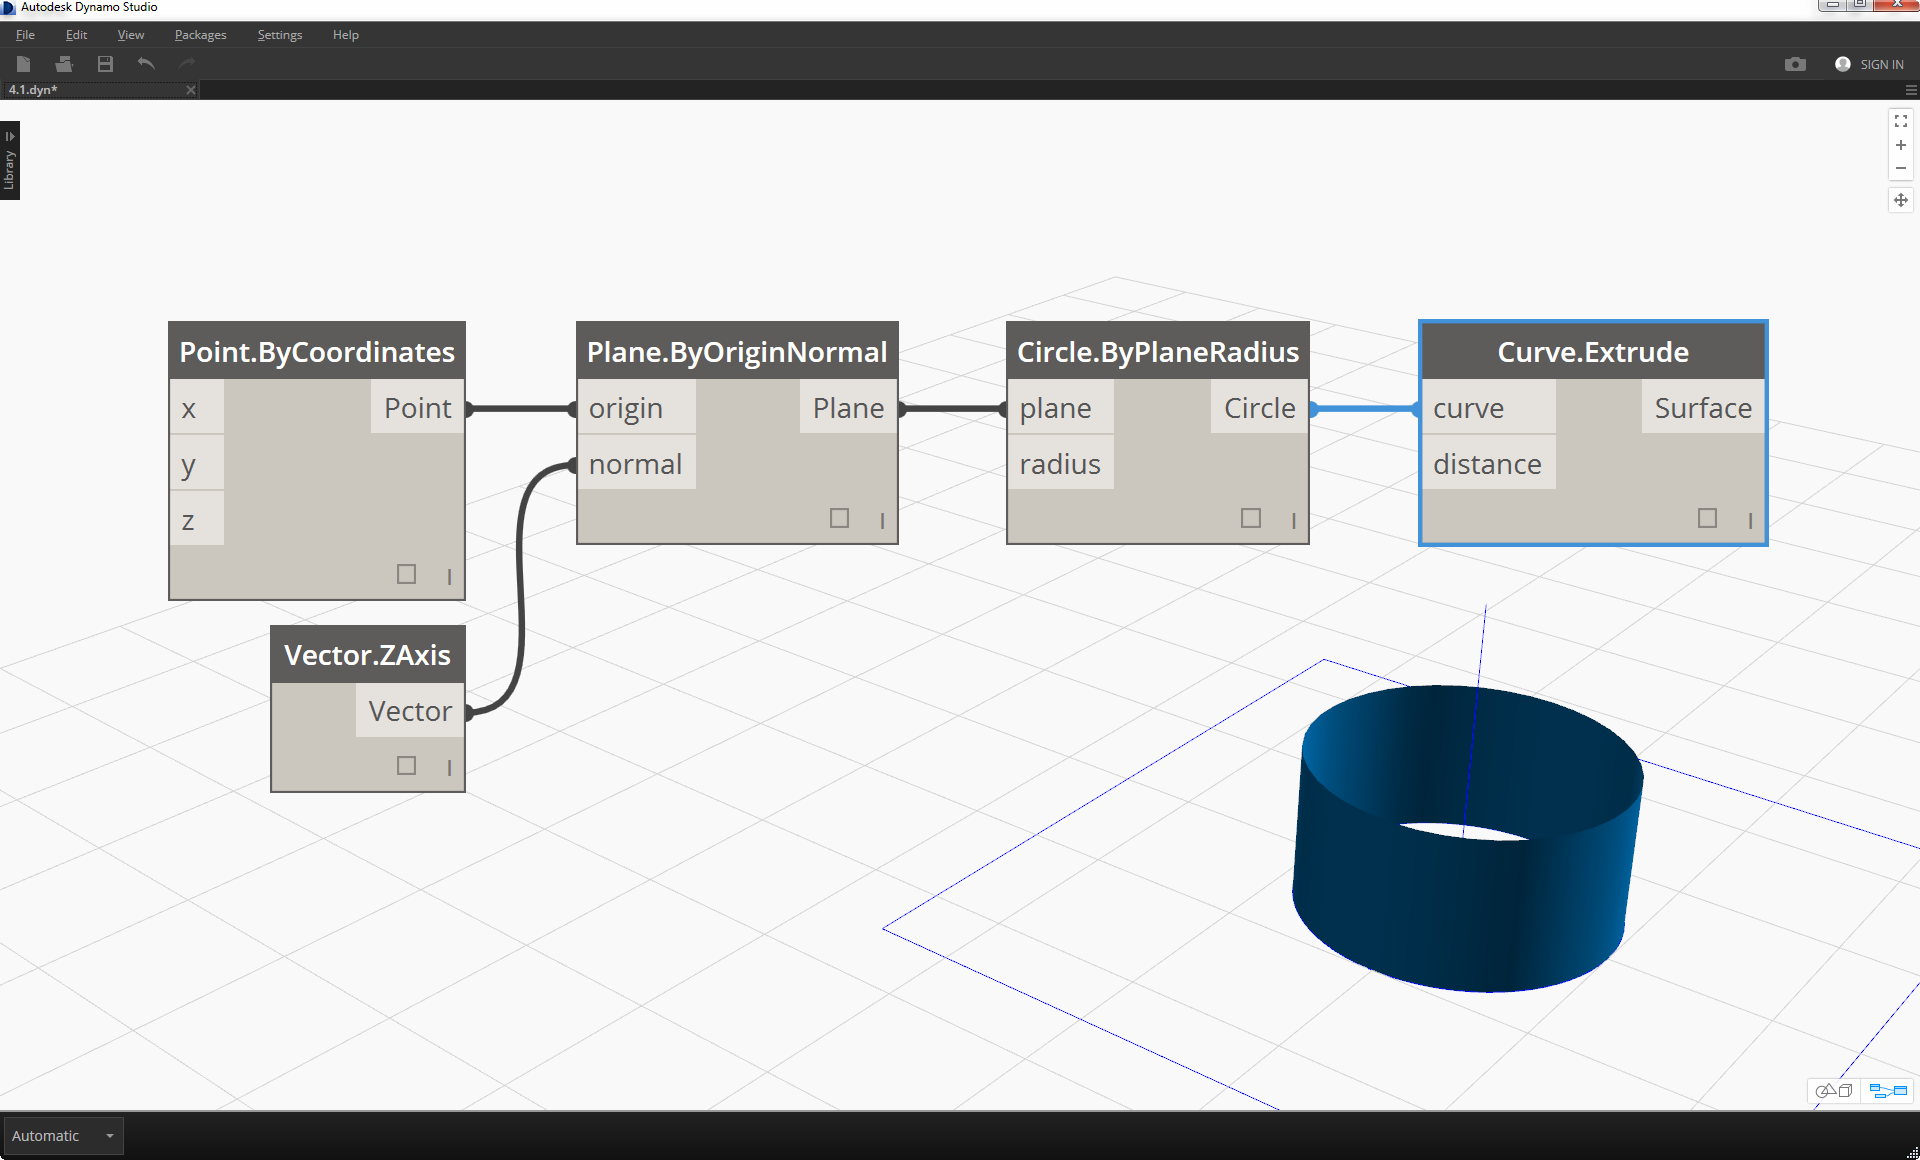 Autodesk Dynamo Studio
File Edit View Packages Settings Help
SIGN IN
4.1.dyn*
Library
Point.ByCoordinates
x Point
y
z
l
Vector.ZAxis
Vector
l
Plane.ByOriginNormal
origin Plane
normal
l
Circle.ByPlaneRadius
plane Circle
radius
l
Curve.Extrude
curve Surface
distance
l
Automatic